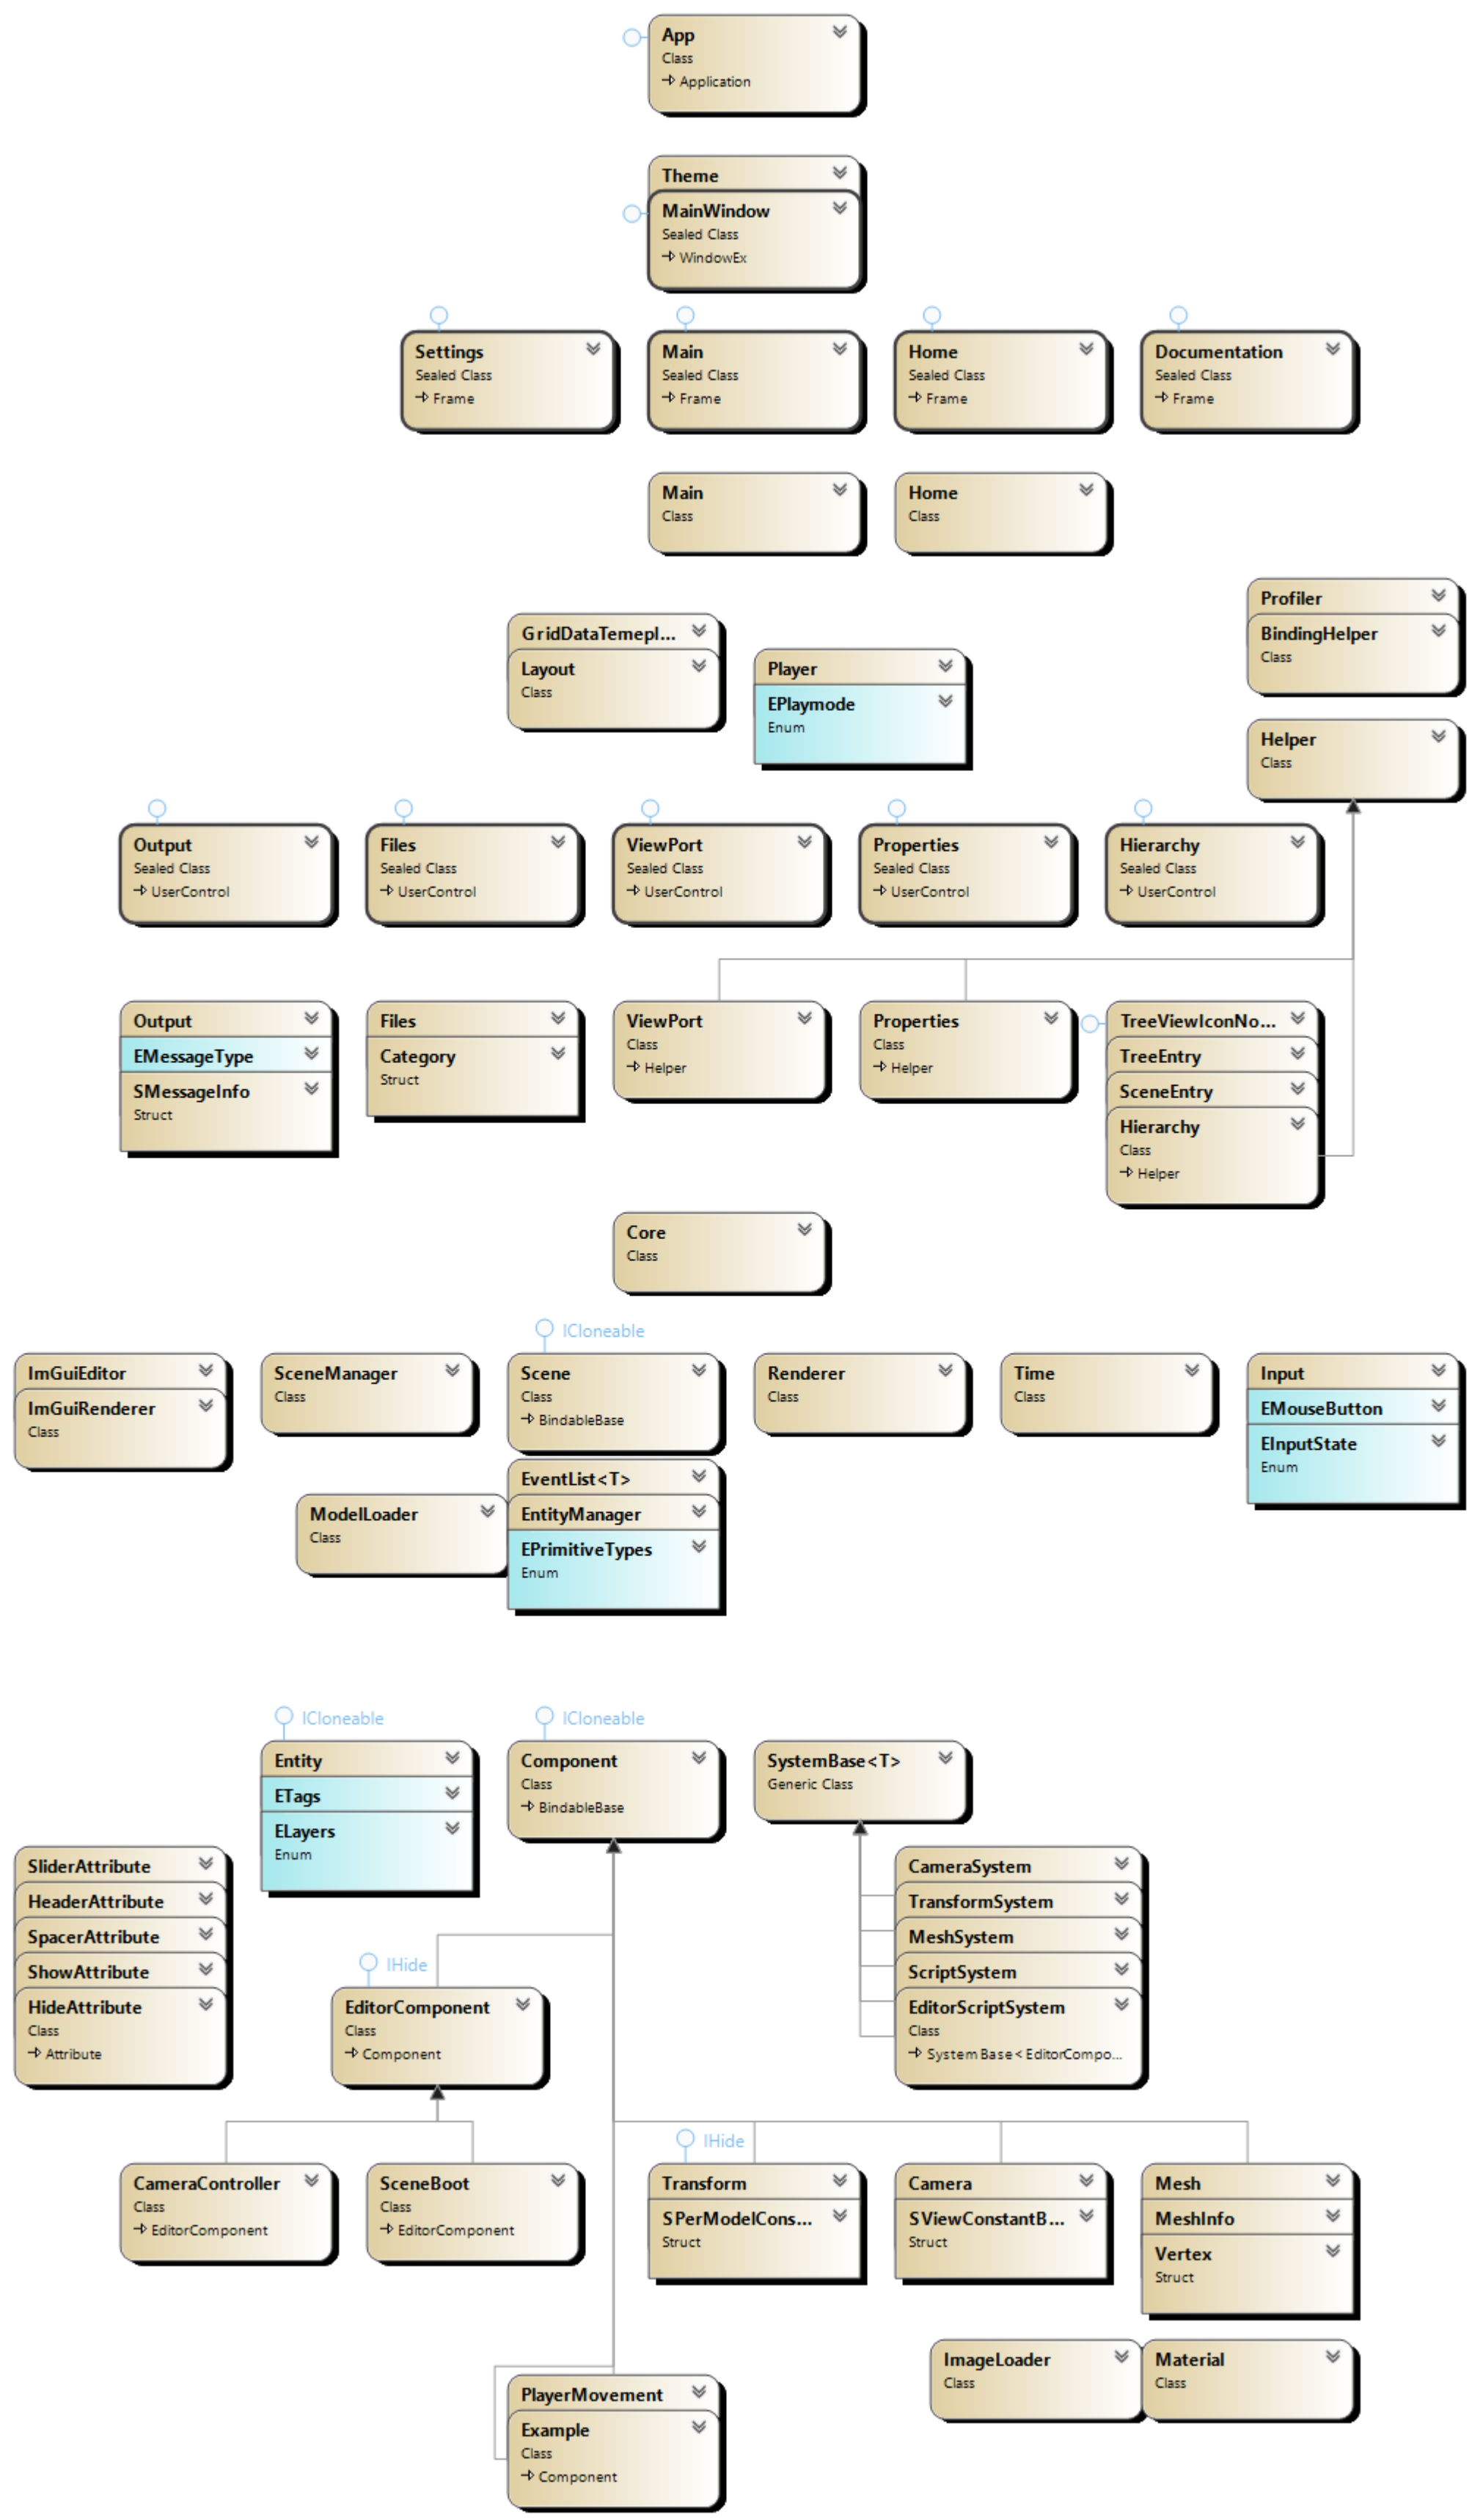 App
Class
→ Application
Theme
MainWindow
Sealed Class
→ WindowEx
Settings
Sealed Class
→ Frame
Main
Sealed Class
→ Frame
Home
Sealed Class
→ Frame
Documentation
Sealed Class
→ Frame
Main
Class
Home
Class
Profiler
BindingHelper
Class
GridDataTemepl...
Layout
Class
Player
EPlaymode
Enum
Helper
Class
Output
Sealed Class
→ UserControl
Files
Sealed Class
→ UserControl
ViewPort
Sealed Class
→ UserControl
Properties
Sealed Class
→ UserControl
Hierarchy
Sealed Class
→ UserControl
Output
EMessageType
SMessageInfo
Struct
Files
Category
Struct
ViewPort
Class
→ Helper
Properties
Class
→ Helper
TreeViewIconNo...
TreeEntry
SceneEntry
Hierarchy
Class
→ Helper
Core
Class
ICloneable
ImGuiEditor
ImGuiRenderer
Class
SceneManager
Class
Scene
Class
→ BindableBase
Renderer
Class
Time
Class
Input
EMouseButton
EInputState
Enum
ModelLoader
Class
EventList<T>
EntityManager
EPrimitiveTypes
Enum
ICloneable
Entity
ETags
ELayers
Enum
ICloneable
Component
Class
→ BindableBase
SystemBase<T>
Generic Class
SliderAttribute
HeaderAttribute
SpacerAttribute
ShowAttribute
HideAttribute
Class
→ Attribute
IHide
EditorComponent
Class
→ Component
CameraSystem
TransformSystem
MeshSystem
ScriptSystem
EditorScriptSystem
Class
→ SystemBase<EditorCompo...
CameraController
Class
→ EditorComponent
SceneBoot
Class
→ EditorComponent
IHide
Transform
SPerModelCons...
Struct
Camera
SViewConstantB...
Struct
Mesh
MeshInfo
Vertex
Struct
ImageLoader
Class
Material
Class
PlayerMovement
Example
Class
→ Component